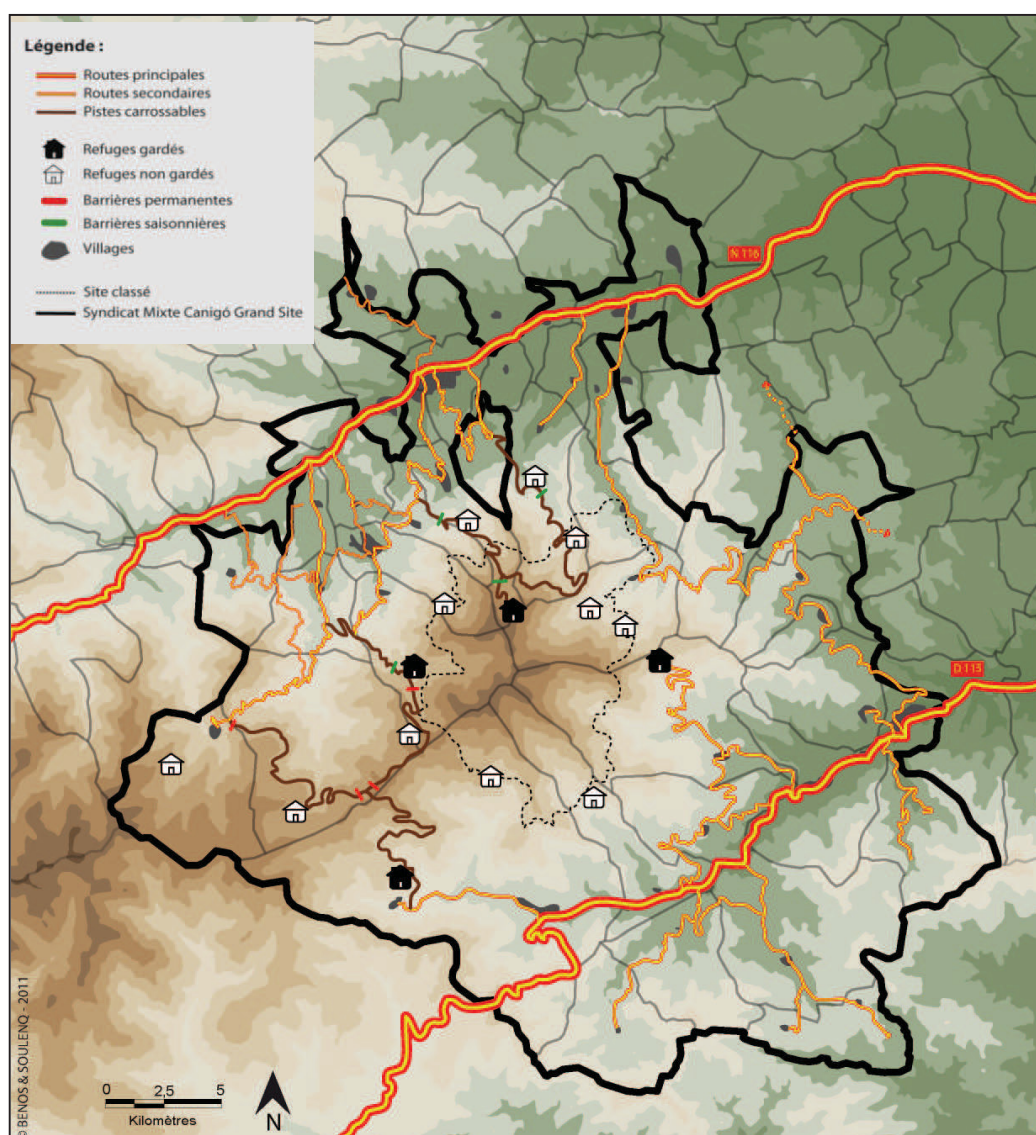 Légende :
Routes principales
Routes secondaires
Pistes carrossables
Refuges gardés
Refuges non gardés
Barrières permanentes
Barrières saisonnières
Villages
Site classé
Syndicat Mixte Canigó Grand Site
N 116
D 115
© BENOS & SOULENQ - 2011
0 2,5 5
Kilomètres
N